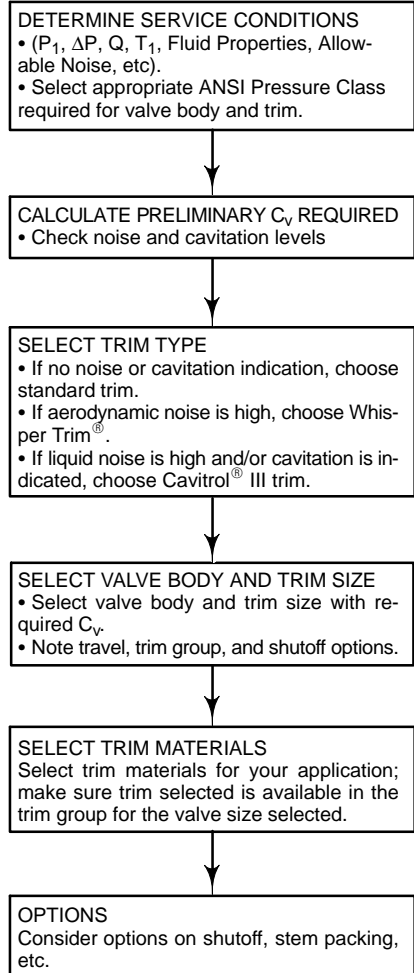 DETERMINE SERVICE CONDITIONS
• (P1, ΔP, Q, T1, Fluid Properties, Allow-
able Noise, etc).
• Select appropriate ANSI Pressure Class
required for valve body and trim.
CALCULATE PRELIMINARY Cv REQUIRED
• Check noise and cavitation levels
SELECT TRIM TYPE
• If no noise or cavitation indication, choose
standard trim.
• If aerodynamic noise is high, choose Whis-
per Trim®.
• If liquid noise is high and/or cavitation is in-
dicated, choose Cavitrol® III trim.
SELECT VALVE BODY AND TRIM SIZE
• Select valve body and trim size with re-
quired Cv.
• Note travel, trim group, and shutoff options.
SELECT TRIM MATERIALS
Select trim materials for your application;
make sure trim selected is available in the
trim group for the valve size selected.
OPTIONS
Consider options on shutoff, stem packing,
etc.